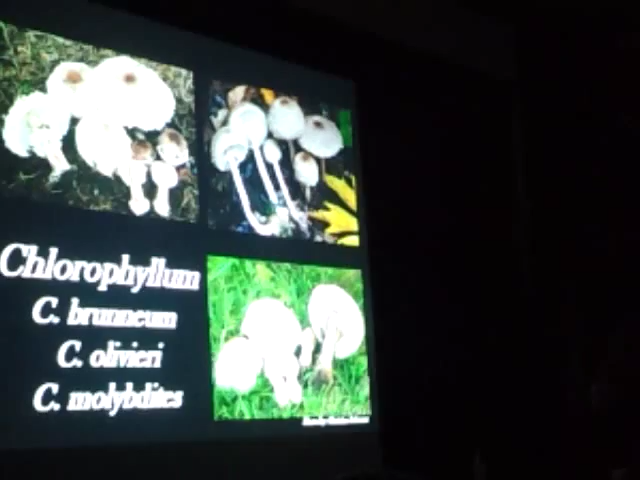 Chlorophyllum
C. brunneum
C. olivieri
C. molybdites